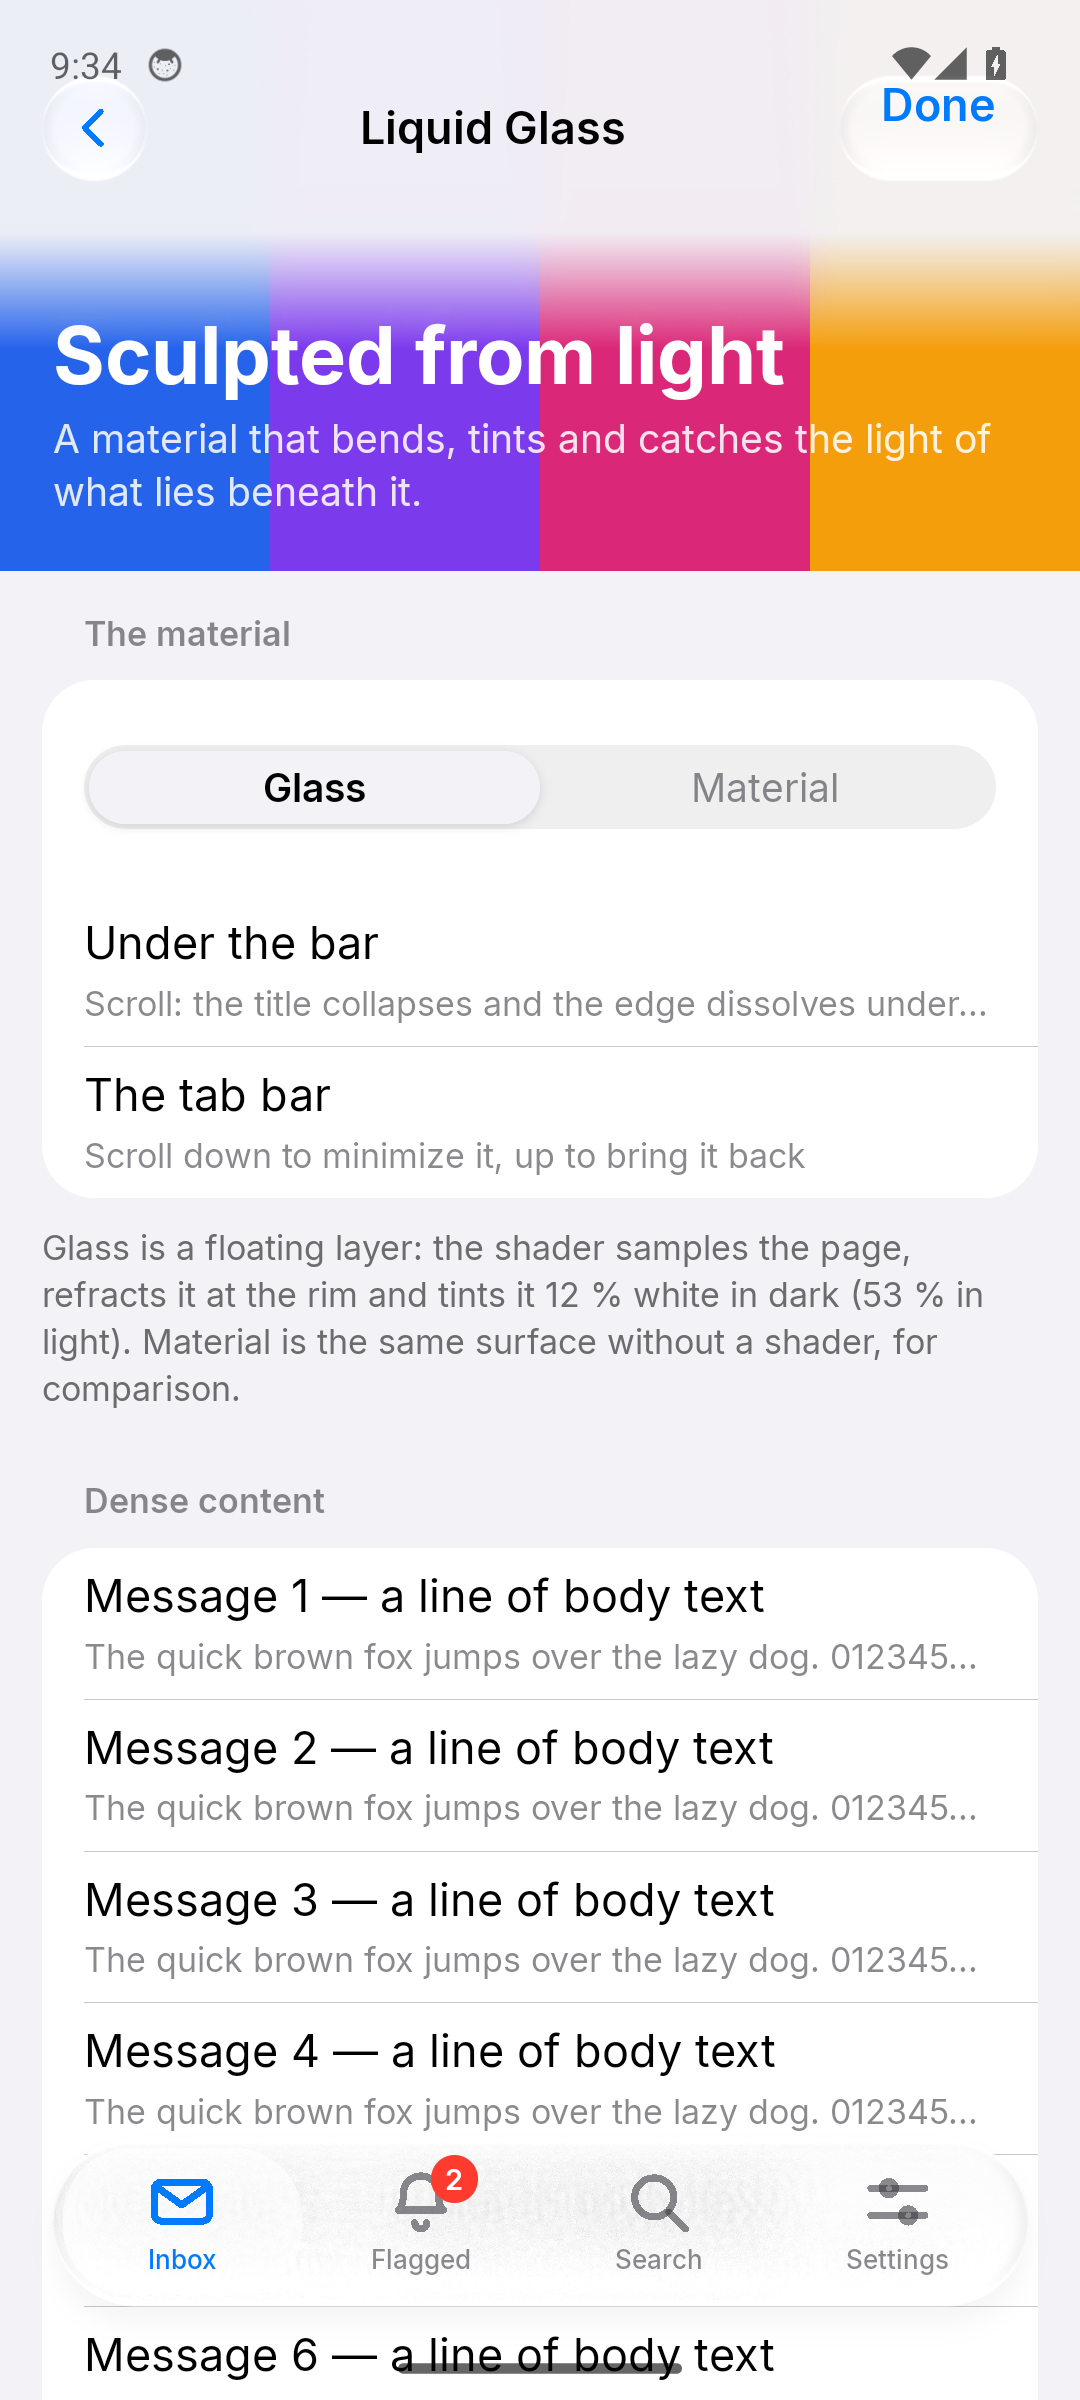 9:34
Liquid Glass
Done
Sculpted from light
A material that bends, tints and catches the light of
what lies beneath it.
The material
Glass
Material
Under the bar
Scroll: the title collapses and the edge dissolves under...
The tab bar
Scroll down to minimize it, up to bring it back
Glass is a floating layer: the shader samples the page,
refracts it at the rim and tints it 12 % white in dark (53 % in
light). Material is the same surface without a shader, for
comparison.
Dense content
Message 1 — a line of body text
The quick brown fox jumps over the lazy dog. 012345...
Message 2 — a line of body text
The quick brown fox jumps over the lazy dog. 012345...
Message 3 — a line of body text
The quick brown fox jumps over the lazy dog. 012345...
Message 4 — a line of body text
The quick brown fox jumps over the lazy dog. 012345...
2
Inbox
Flagged
Search
Settings
Message 6 — a line of body text